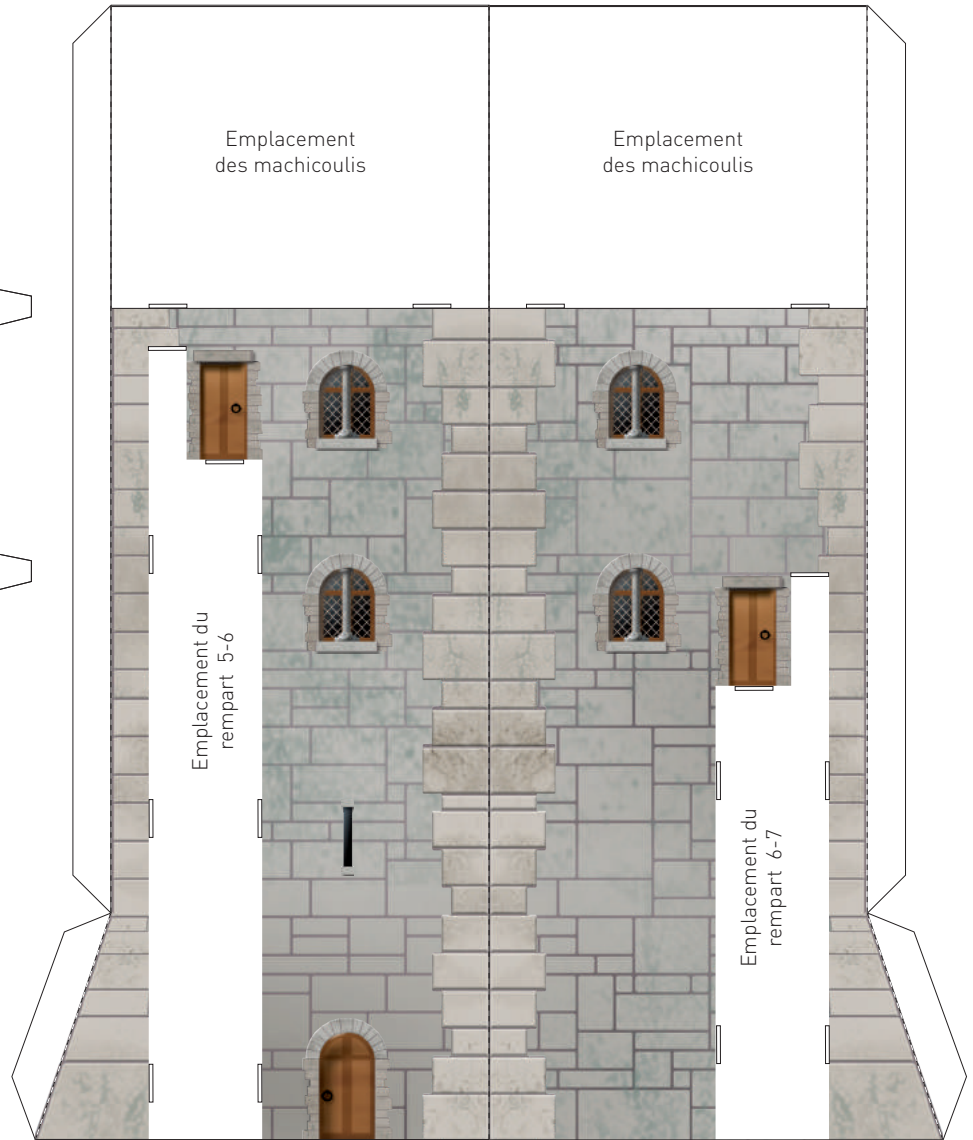 Emplacement
des machicoulis
Emplacement
des machicoulis
Emplacement du
rempart 5-6
Emplacement du
rempart 6-7